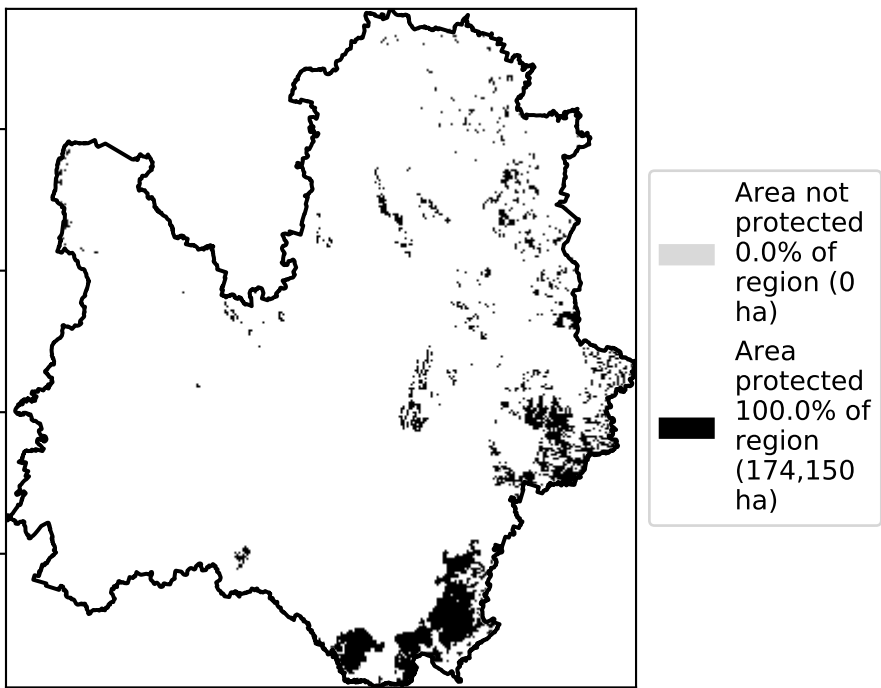 Area not
protected
0.0% of
region (0
ha)
Area
protected
100.0% of
region
(174,150
ha)